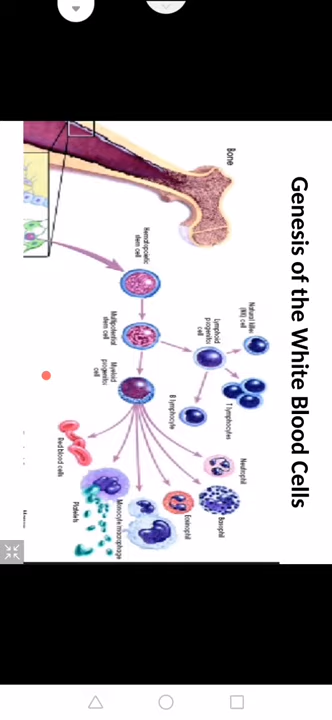 Genesis of the White Blood Cells
Bone
Hematopoietic
stem cell
Multipotential
stem cell
Myeloid
progenitor
cell
Lymphoid
progenitor
cell
Natural killer
(NK) cell
T lymphocytes
B lymphocyte
Neutrophil
Basophil
Eosinophil
Monocyte/macrophage
Platelets
Red blood cells